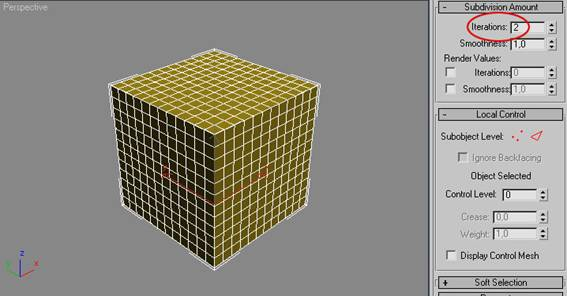 Perspective
- Subdivision Amount
Iterations: 2
Smoothness: 1,0
Render Values:
Iterations: 0
Smoothness: 1,0
- Local Control
Subobject Level:
Ignore Backfacing
Object Selected
Control Level: 0
Crease: 0,0
Weight: 1,0
Display Control Mesh
+ Soft Selection
z
y
x